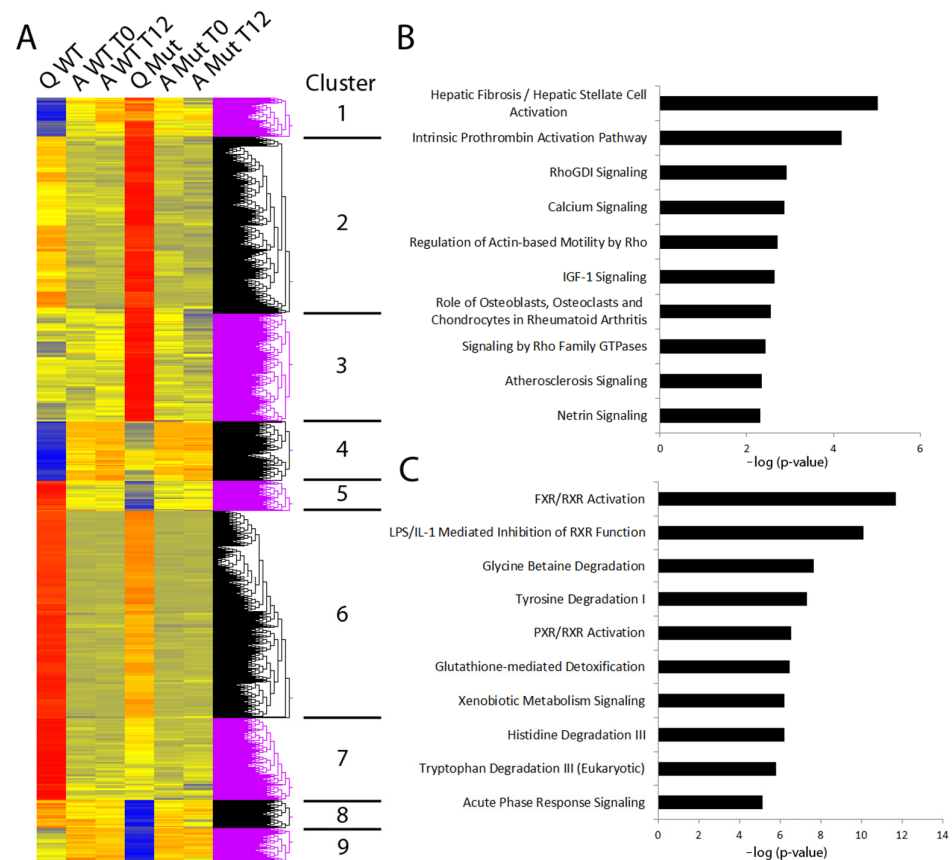 A
Q WT
A WT T0
A WT T12
Q Mut
A Mut T0
A Mut T12
Cluster
1
2
3
4
5
6
7
8
9
B
Hepatic Fibrosis / Hepatic Stellate Cell
Activation
Intrinsic Prothrombin Activation Pathway
RhoGDI Signaling
Calcium Signaling
Regulation of Actin-based Motility by Rho
IGF-1 Signaling
Role of Osteoblasts, Osteoclasts and
Chondrocytes in Rheumatoid Arthritis
Signaling by Rho Family GTPases
Atherosclerosis Signaling
Netrin Signaling
0 2 4 6
−log (p-value)
C
FXR/RXR Activation
LPS/IL-1 Mediated Inhibition of RXR Function
Glycine Betaine Degradation
Tyrosine Degradation I
PXR/RXR Activation
Glutathione-mediated Detoxification
Xenobiotic Metabolism Signaling
Histidine Degradation III
Tryptophan Degradation III (Eukaryotic)
Acute Phase Response Signaling
0 2 4 6 8 10 12 14
−log (p-value)